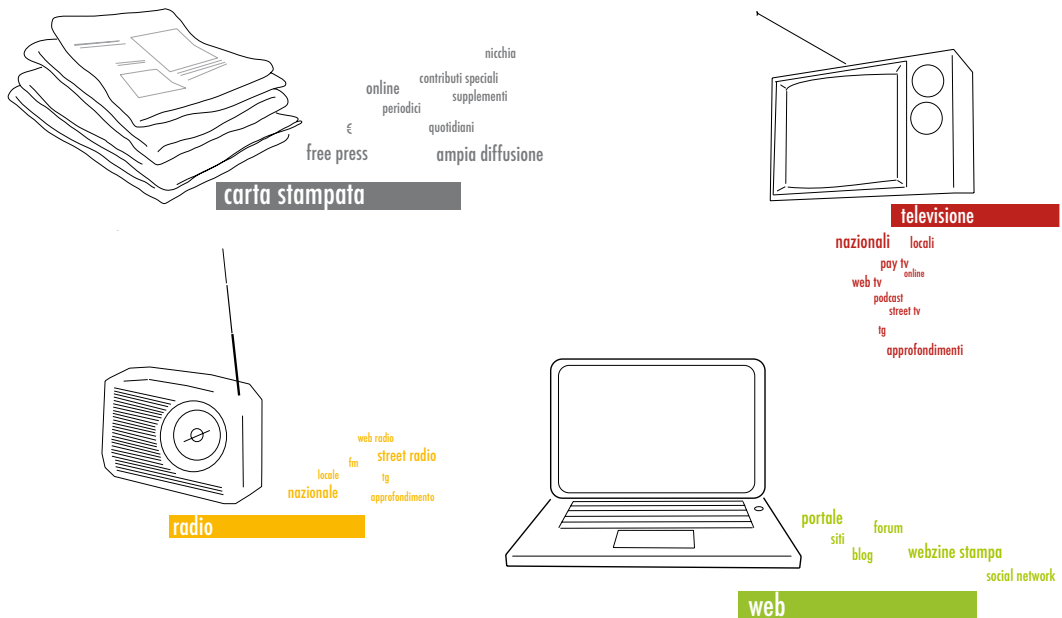 nicchia
contributi speciali
online
supplementi
periodici
€
quotidiani
free press
ampia diffusione
carta stampata
televisione
nazionali
locali
pay tv
online
web tv
podcast
street tv
tg
approfondimenti
web radio
street radio
fm
locale
tg
nazionale
approfondimento
radio
portale
forum
siti
blog
webzine stampa
social network
web